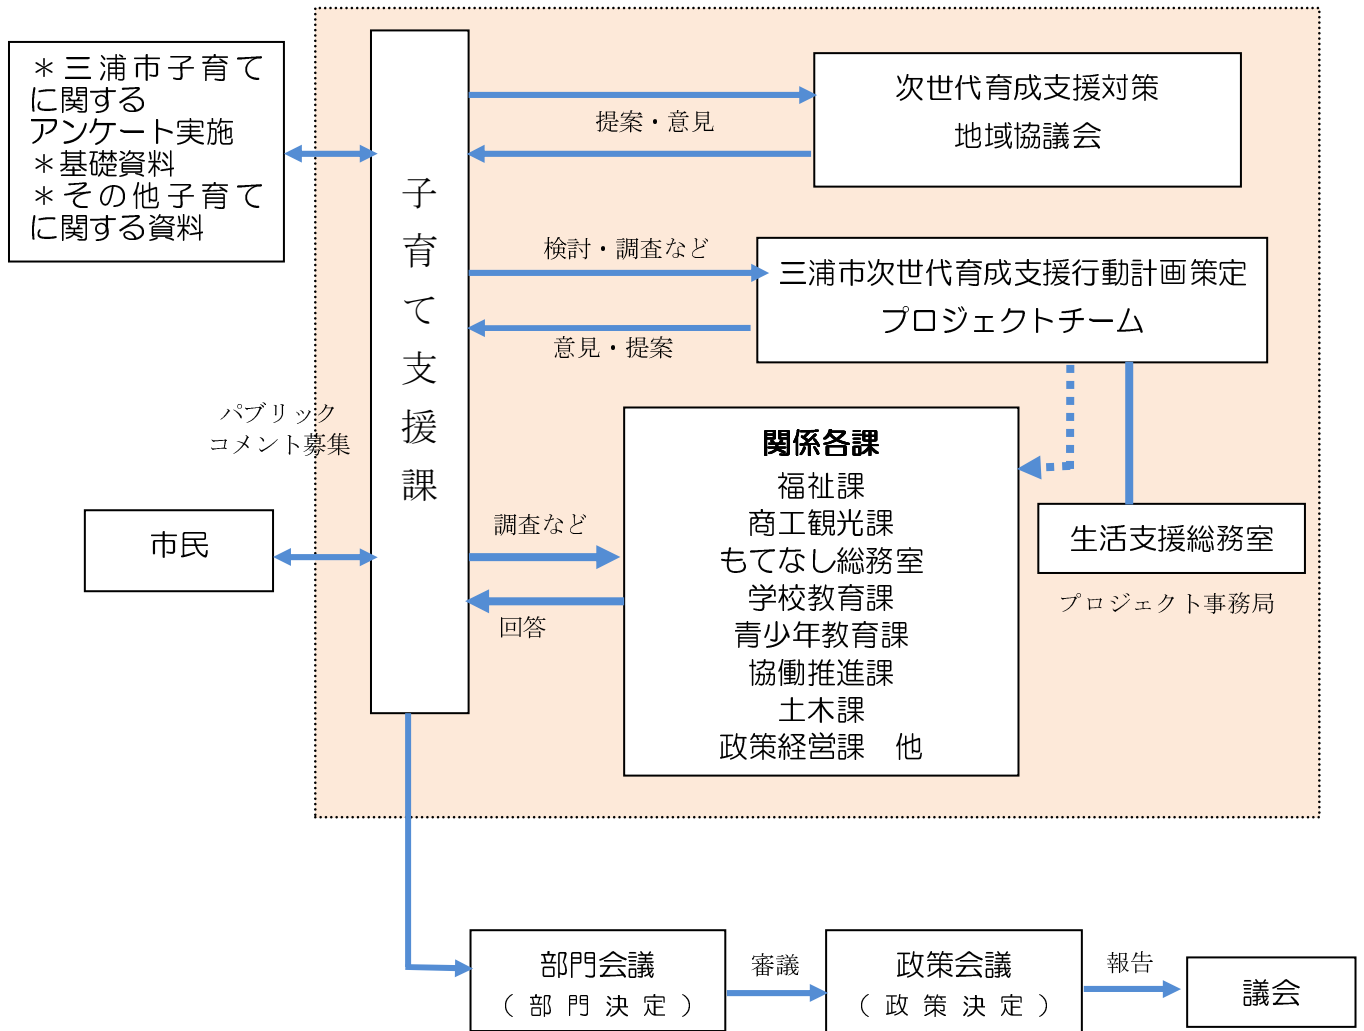 ＊三浦市子育て
に関する
アンケート実施
＊基礎資料
＊その他子育て
に関する資料
子育て支援課
次世代育成支援対策
地域協議会
提案・意見
検討・調査など
三浦市次世代育成支援行動計画策定
プロジェクトチーム
意見・提案
パブリック
コメント募集
市民
関係各課
福祉課
商工観光課
もてなし総務室
学校教育課
青少年教育課
協働推進課
土木課
政策経営課　他
調査など
回答
生活支援総務室
プロジェクト事務局
部門会議
（部門決定）
審議
政策会議
（政策決定）
報告
議会